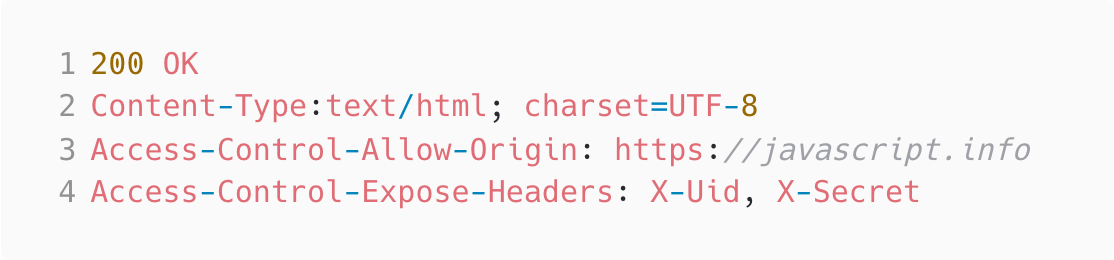 1 200 OK
2 Content-Type:text/html; charset=UTF-8
3 Access-Control-Allow-Origin: https://javascript.info
4 Access-Control-Expose-Headers: X-Uid, X-Secret